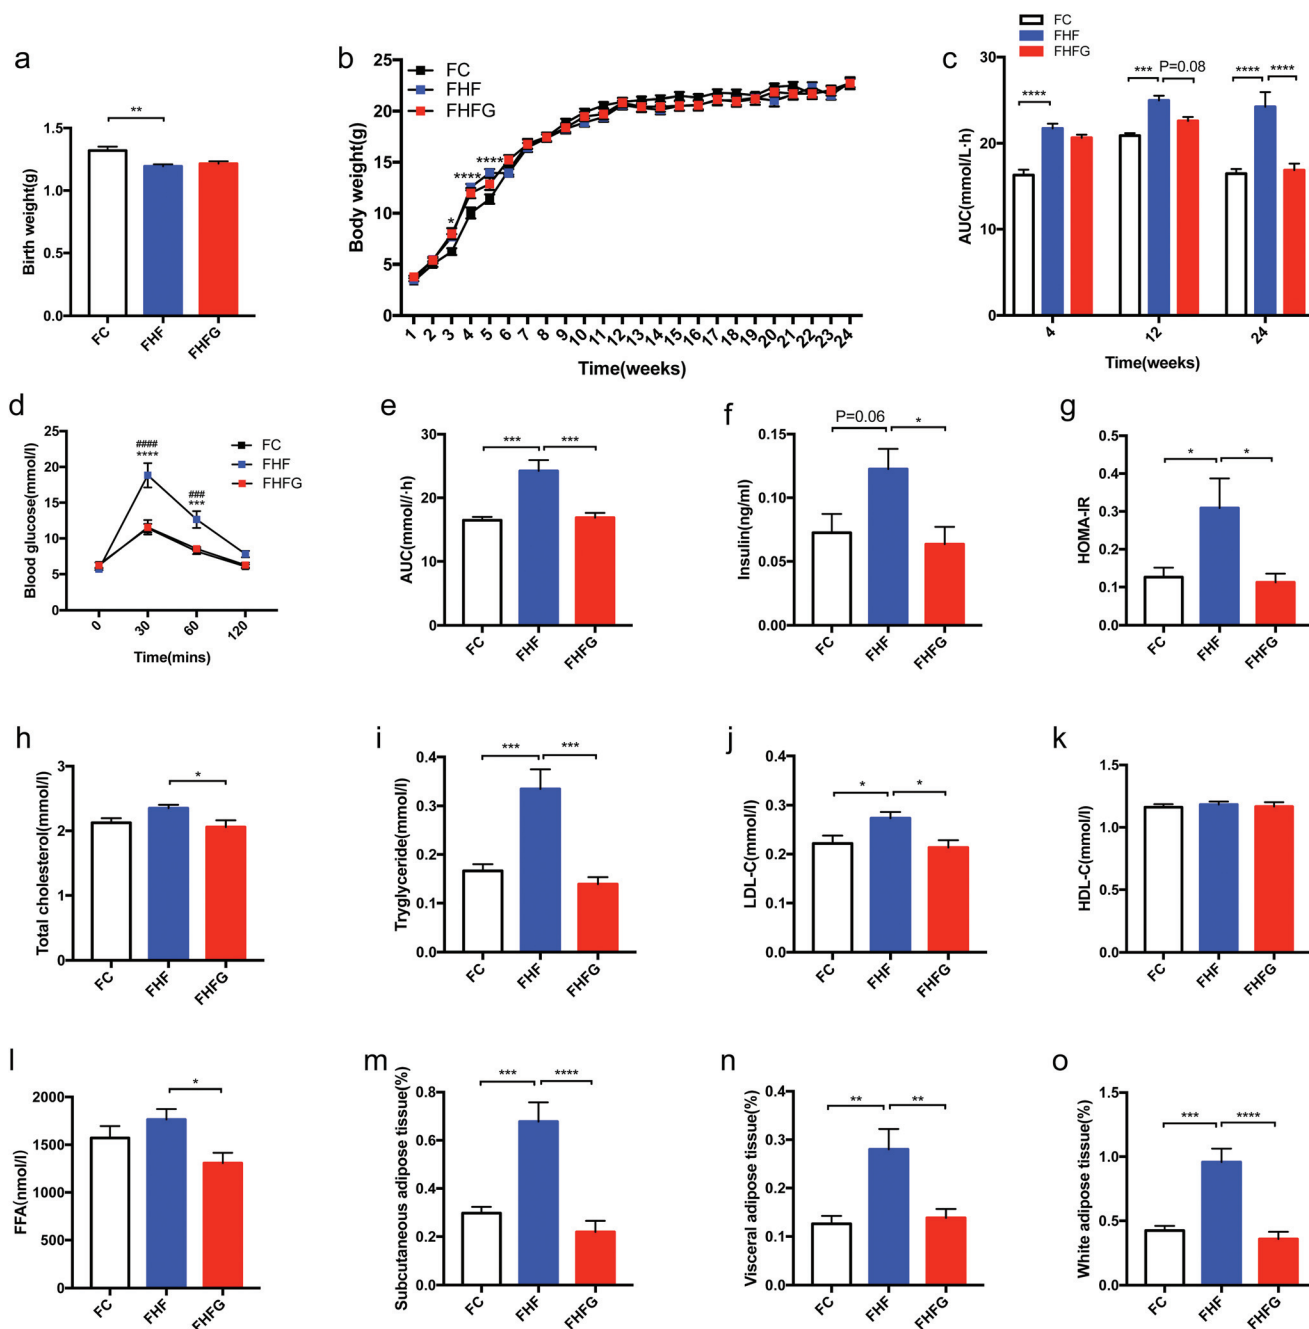 a
**
Birth weight(g)
1.5
1.0
0.5
0.0
FC
FHF
FHFG
b
FC
FHF
FHFG
Body weight(g)
25
20
15
10
5
0
*
****
****
1 2 3 4 5 6 7 8 9 10 11 12 13 14 15 16 17 18 19 20 21 22 23 24
Time(weeks)
c
FC
FHF
FHFG
AUC(mmol/L·h)
30
20
10
0
****
***
P=0.08
****
****
4 12 24
Time(weeks)
d
Blood glucose(mmol/l)
25
20
15
10
5
0
####
****
###
***
FC
FHF
FHFG
0 30 60 120
Time(mins)
e
AUC(mmol/l·h)
30
20
10
0
***
***
FC
FHF
FHFG
f
Insulin(ng/ml)
0.15
0.10
0.05
0.00
P=0.06
*
FC
FHF
FHFG
g
HOMA-IR
0.5
0.4
0.3
0.2
0.1
0.0
*
*
FC
FHF
FHFG
h
Total cholesterol(mmol/l)
3
2
1
0
*
FC
FHF
FHFG
i
Tryglyceride(mmol/l)
0.4
0.3
0.2
0.1
0.0
***
***
FC
FHF
FHFG
j
LDL-C(mmol/l)
0.4
0.3
0.2
0.1
0.0
*
*
FC
FHF
FHFG
k
HDL-C(mmol/l)
1.5
1.0
0.5
0.0
FC
FHF
FHFG
l
FFA(nmol/l)
2000
1500
1000
500
0
*
FC
FHF
FHFG
m
Subcutaneous adipose tissue(%)
0.8
0.6
0.4
0.2
0.0
***
****
FC
FHF
FHFG
n
Visceral adipose tissue(%)
0.4
0.3
0.2
0.1
0.0
**
**
FC
FHF
FHFG
o
White adipose tissue(%)
1.5
1.0
0.5
0.0
***
****
FC
FHF
FHFG